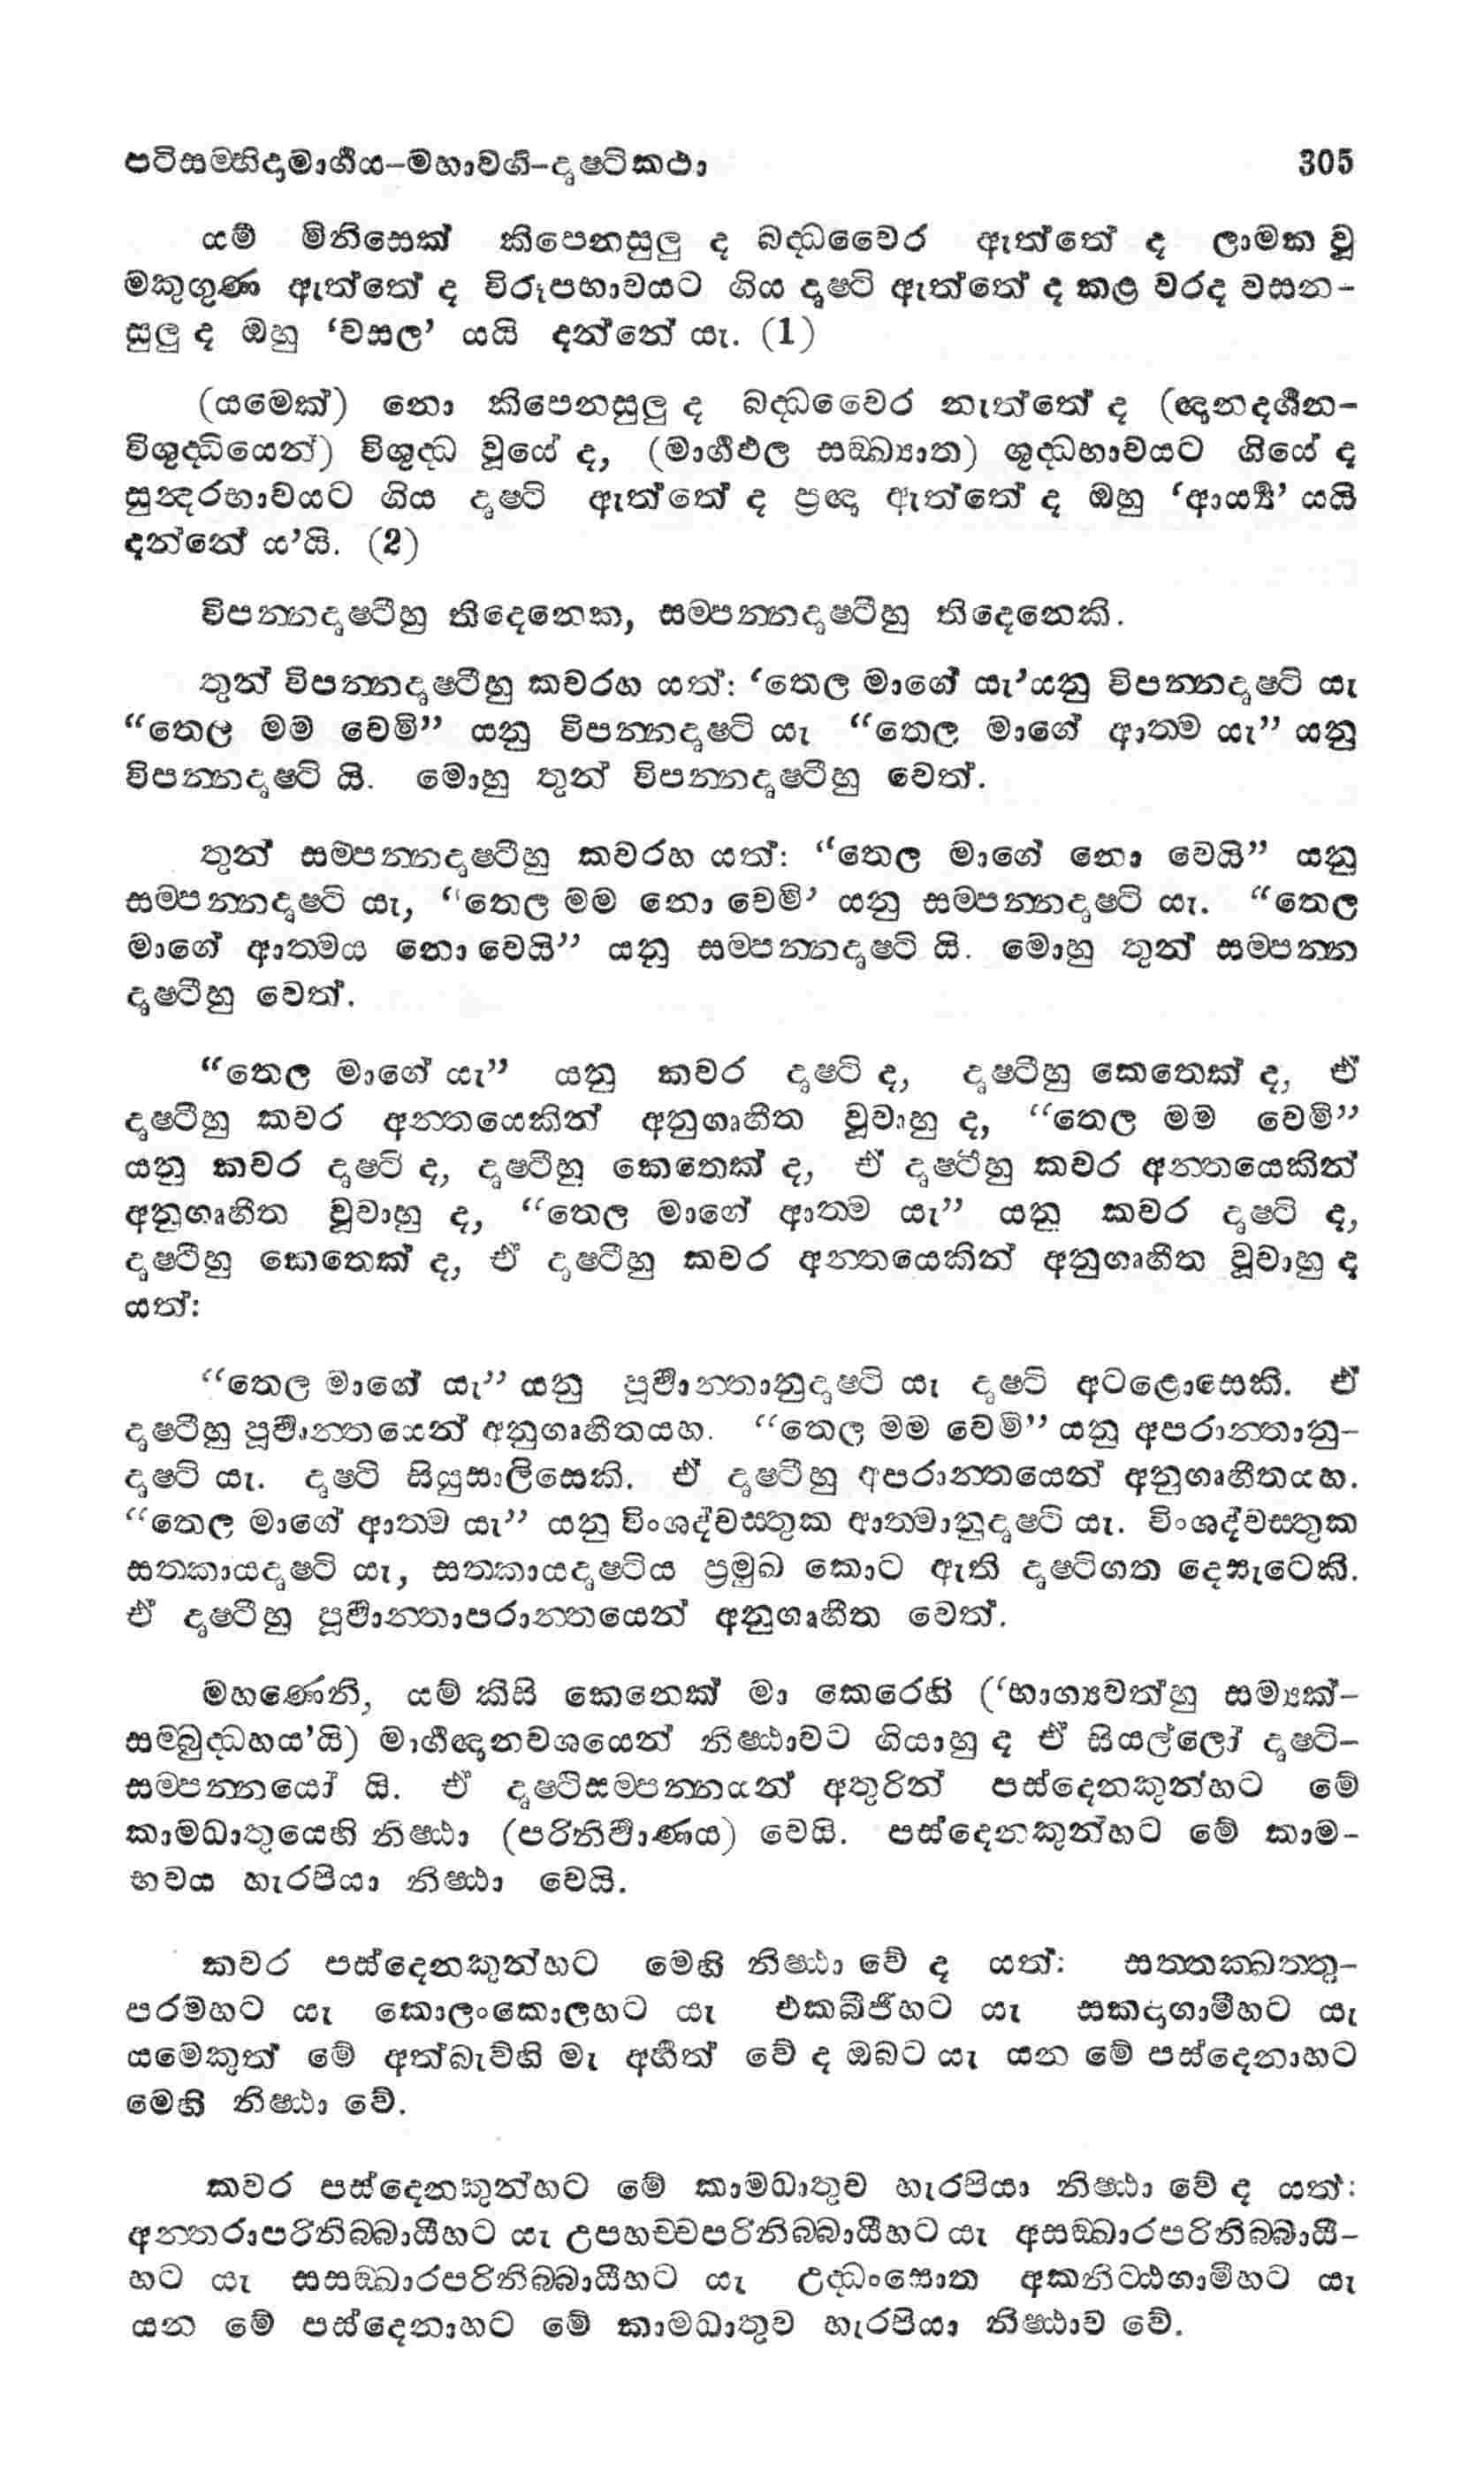 පටිසම්භිදාමාර්ගය-මහාවර්ග-දෘෂ්ටිකථා 305
යම් මිනිසෙක් කිපෙනසුලු ද බද්ධවෛර ඇත්තේ ද ලාමක වූ
මකුගුණ ඇත්තේ ද විරූපභාවයට ගිය දෘෂ්ටි ඇත්තේ ද කළ වරද වසන-
සුලු ද ඔහු ‘වසල’ යයි දන්නේ යැ. (1)
(යමෙක්) නො කිපෙනසුලු ද බද්ධවෛර නැත්තේ ද (ඥානදර්ශන-
විශුද්ධියෙන්) විශුද්ධ වූයේ ද, (මාර්ගඵල සඞ්ඛ්‍යාත) ශුද්ධභාවයට ගියේ ද
සුන්දරභාවයට ගිය දෘෂ්ටි ඇත්තේ ද ප්‍රඥා ඇත්තේ ද ඔහු ‘ආර්ය්‍ය’ යයි
දන්නේ ය’යි. (2)
විපන්නදෘෂ්ටීහු තිදෙනෙක, සම්පන්නදෘෂ්ටීහු තිදෙනෙකි.
තුන් විපන්නදෘෂ්ටීහු කවරහ යත්: ‘තෙල මාගේ යැ’යනු විපන්නදෘෂ්ටි යැ
“තෙල මම වෙමි” යනු විපන්නදෘෂ්ටි යැ “තෙල මාගේ ආත්ම යැ” යනු
විපන්නදෘෂ්ටි යි. මොහු තුන් විපන්නදෘෂ්ටීහු වෙත්.
තුන් සම්පන්නදෘෂ්ටීහු කවරහ යත්: “තෙල මාගේ නො වෙයි” යනු
සම්පන්නදෘෂ්ටි යැ, “තෙල මම නො වෙමි’ යනු සම්පන්නදෘෂ්ටි යැ. “තෙල
මාගේ ආත්මය නො වෙයි” යනු සම්පන්නදෘෂ්ටි යි. මොහු තුන් සම්පන්න
දෘෂ්ටීහු වෙත්.
“තෙල මාගේ යැ” යනු කවර දෘෂ්ටි ද, දෘෂ්ටීහු කෙතෙක් ද, ඒ
දෘෂ්ටීහු කවර අන්තයෙකින් අනුගෘහීත වූවාහු ද, “තෙල මම වෙමි”
යනු කවර දෘෂ්ටි ද, දෘෂ්ටීහු කෙතෙක් ද, ඒ දෘෂ්ටීහු කවර අන්තයෙකින්
අනුගෘහීත වූවාහු ද, “තෙල මාගේ ආත්ම යැ” යනු කවර දෘෂ්ටි ද,
දෘෂ්ටීහු කෙතෙක් ද, ඒ දෘෂ්ටීහු කවර අන්තයෙකින් අනුගෘහීත වූවාහු ද
යත්:
“තෙල මාගේ යැ” යනු පූර්වාන්තානුදෘෂ්ටි යැ දෘෂ්ටි අටළොසෙකි. ඒ
දෘෂ්ටීහු පූර්වාන්තයෙන් අනුගෘහීතයහ. “තෙල මම වෙමි” යනු අපරාන්තානු-
දෘෂ්ටි යැ. දෘෂ්ටි සියුසාලිසෙකි. ඒ දෘෂ්ටීහු අපරාන්තයෙන් අනුගෘහීතයහ.
“තෙල මාගේ ආත්ම යැ” යනු විංශද්වස්තුක ආත්මානුදෘෂ්ටි යැ. විංශද්වස්තුක
සත්කායදෘෂ්ටි යැ, සත්කායදෘෂ්ටිය ප්‍රමුඛ කොට ඇති දෘෂ්ටිගත දෙසැටෙකි.
ඒ දෘෂ්ටීහු පූර්වාන්තාපරාන්තයෙන් අනුගෘහීත වෙත්.
මහණෙනි, යම් කිසි කෙනෙක් මා කෙරෙහි (‘භාග්‍යවත්හු සම්‍යක්-
සම්බුද්ධහය’යි) මාර්ගඥානවශයෙන් නිෂ්ඨාවට ගියාහු ද ඒ සියල්ලෝ දෘෂ්ටි-
සම්පන්නයෝ යි. ඒ දෘෂ්ටිසම්පන්නයන් අතුරින් පස්දෙනකුන්හට මේ
කාමධාතුයෙහි නිෂ්ඨා (පරිනිර්වාණය) වෙයි. පස්දෙනකුන්හට මේ කාම-
භවය හැරපියා නිෂ්ඨා වෙයි.
කවර පස්දෙනකුන්හට මෙහි නිෂ්ඨා වේ ද යත්: සත්තක්ඛත්තු-
පරමහට යැ කොලංකොලහට යැ එකබීජීහට යැ සකදාගාමීහට යැ
යමෙකුත් මේ අත්බැව්හි මැ අර්හත් වේ ද ඔබට යැ යන මේ පස්දෙනාහට
මෙහි නිෂ්ඨා වේ.
කවර පස්දෙනකුන්හට මේ කාමධාතුව හැරපියා නිෂ්ඨා වේ ද යත්:
අන්තරාපරිනිබ්බායීහට යැ උපහච්චපරිනිබ්බායීහට යැ අසඞ්ඛාරපරිනිබ්බායී-
හට යැ සසඞ්ඛාරපරිනිබ්බායීහට යැ උද්ධංසොත අකනිට්ඨගාමිහට යැ
යන මේ පස්දෙනාහට මේ කාමධාතුව හැරපියා නිෂ්ඨාව වේ.